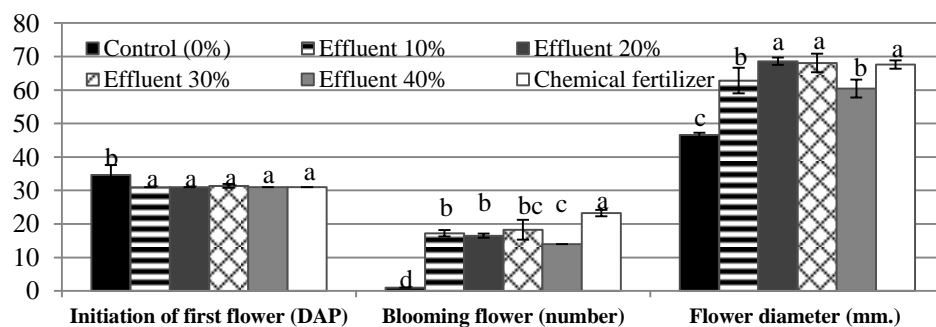 80
70
60
50
40
30
20
10
0
Control (0%) Effluent 10% Effluent 20%
Effluent 30% Effluent 40% Chemical fertilizer
b a a a a a
d b b bc c a
c b a a b a
Initiation of first flower (DAP) Blooming flower (number) Flower diameter (mm.)